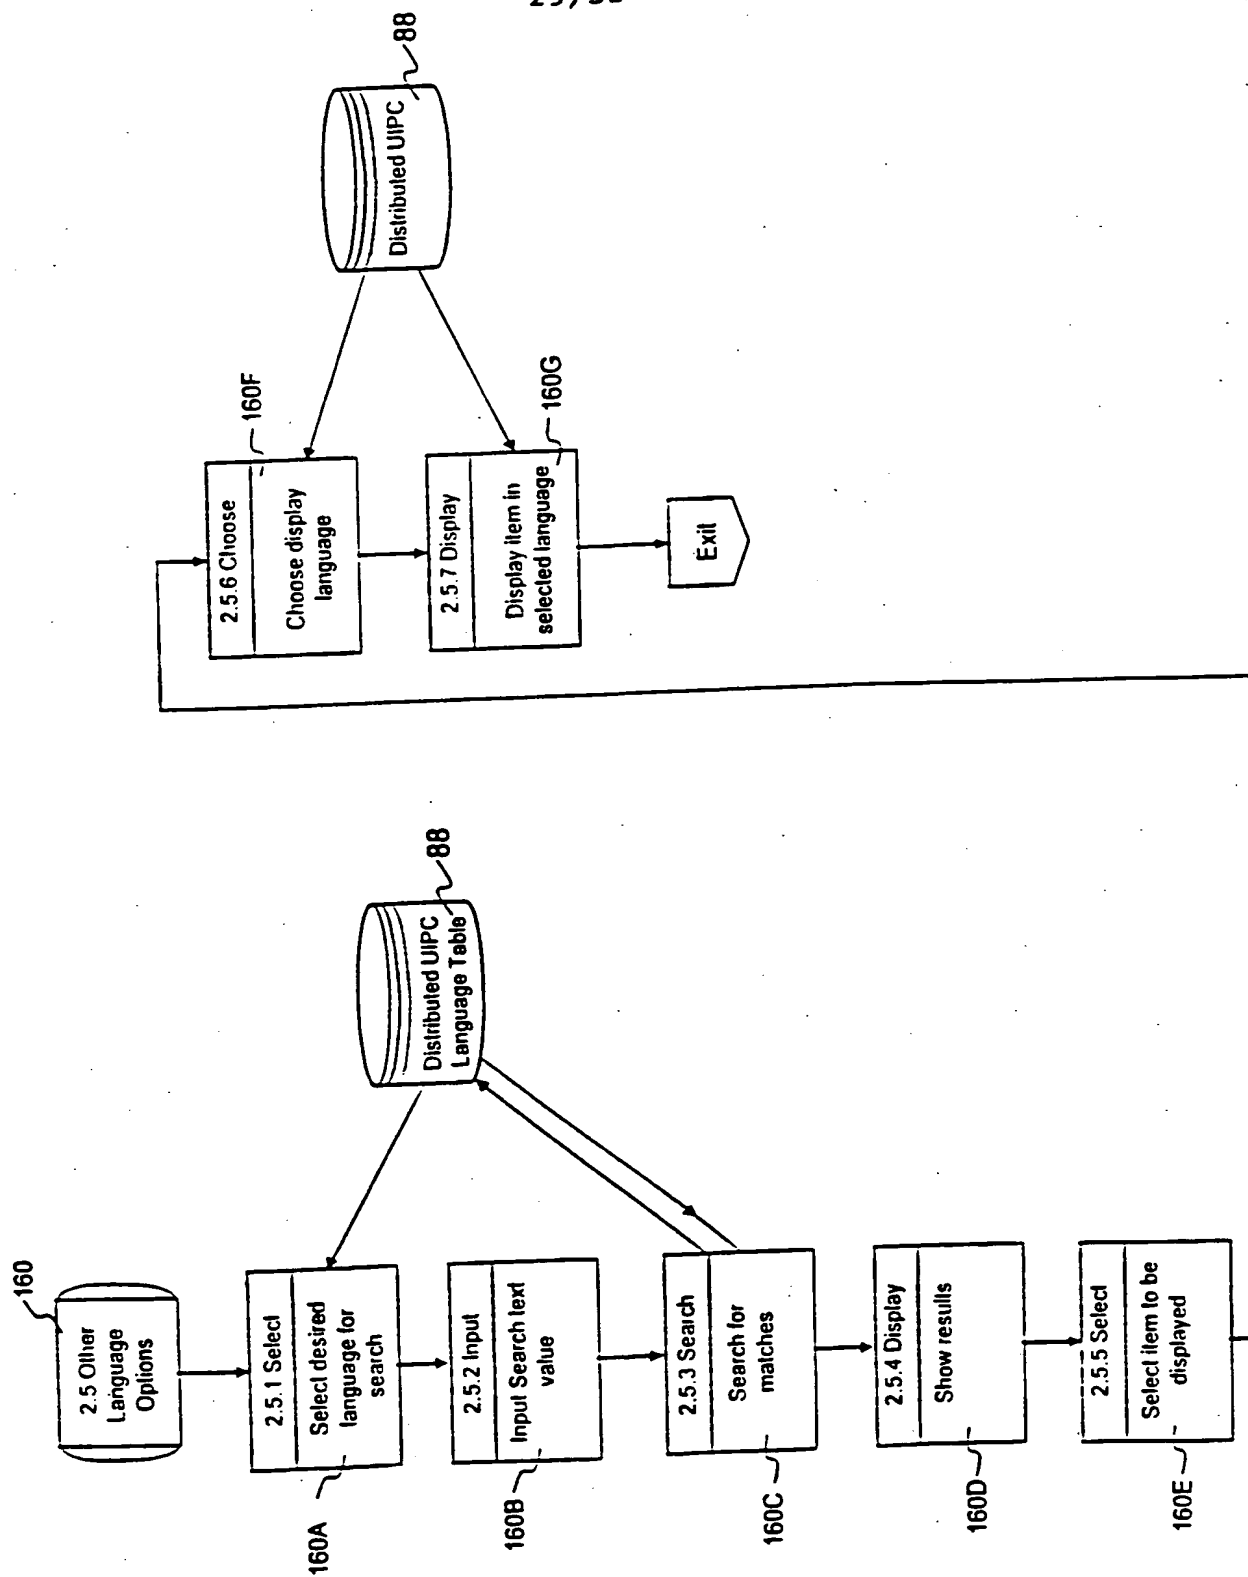 160
2.5 Other
Language
Options
2.5.1 Select
Select desired
language for
search
160A
2.5.2 Input
Input Search text
value
160B
2.5.3 Search
Search for
matches
160C
2.5.4 Display
Show results
160D
2.5.5 Select
Select item to be
displayed
160E
Distributed UIPC
Language Table
88
2.5.6 Choose
Choose display
language
160F
2.5.7 Display
Display item in
selected language
160G
Exit
Distributed UIPC
88